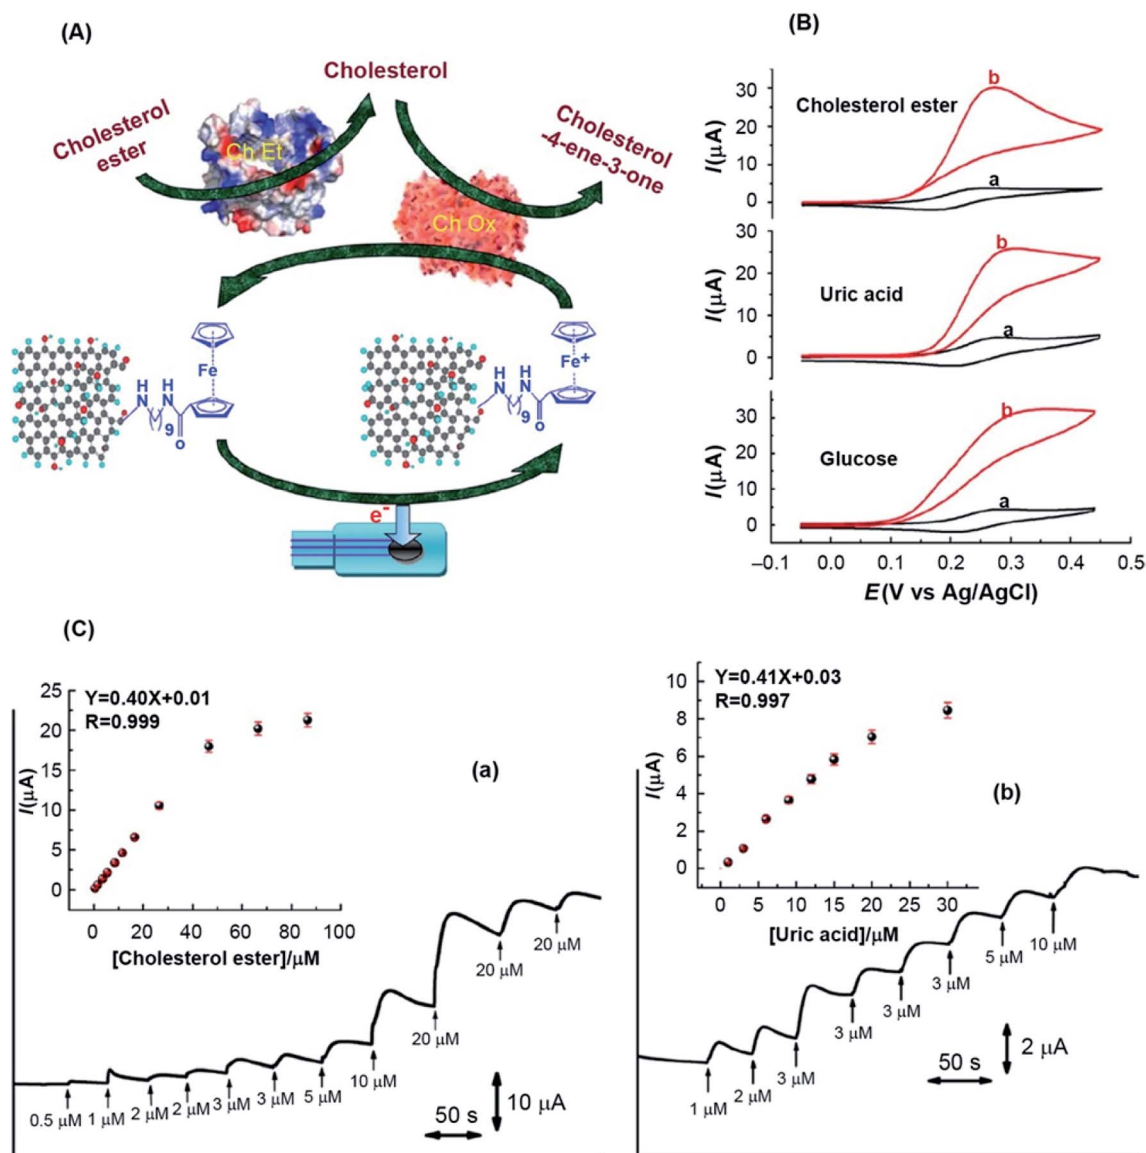 (A)
Cholesterol
Cholesterol
ester
Ch Et
Cholesterol
-4-ene-3-one
Ch Ox
Fe
H
N
H
N
9
O
Fe+
H
N
H
N
9
O
e-
(B)
Cholesterol ester
b
a
I(μA)
30
20
10
0
Uric acid
b
a
I(μA)
30
20
10
0
Glucose
b
a
I(μA)
30
20
10
0
–0.1 0.0 0.1 0.2 0.3 0.4 0.5
E(V vs Ag/AgCl)
(C)
Y=0.40X+0.01
R=0.999
I(μA)
25
20
15
10
5
0
0 20 40 60 80 100
[Cholesterol ester]/μM
(a)
0.5 μM
1 μM
2 μM
2 μM
3 μM
3 μM
5 μM
10 μM
20 μM
20 μM
20 μM
50 s
10 μA
Y=0.41X+0.03
R=0.997
I(μA)
10
8
6
4
2
0
0 5 10 15 20 25 30
[Uric acid]/μM
(b)
1 μM
2 μM
3 μM
3 μM
3 μM
3 μM
5 μM
10 μM
50 s
2 μA